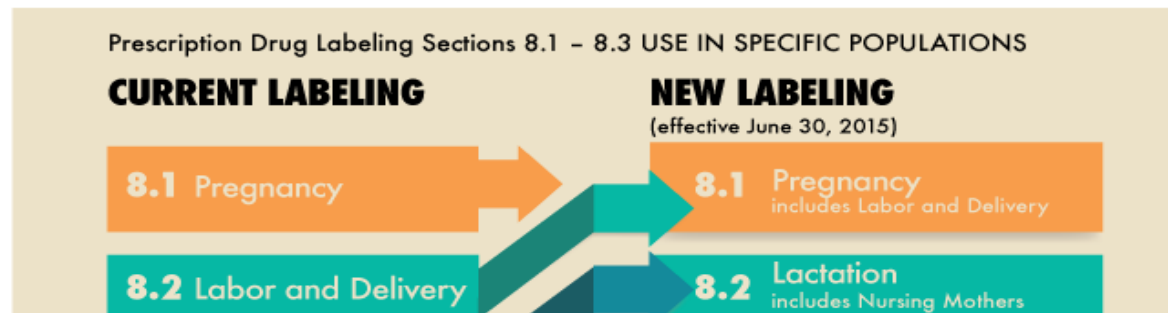 Prescription Drug Labeling Sections 8.1 – 8.3 USE IN SPECIFIC POPULATIONS
CURRENT LABELING
NEW LABELING
(effective June 30, 2015)
8.1 Pregnancy
8.1 Pregnancy
includes Labor and Delivery
8.2 Labor and Delivery
8.2 Lactation
includes Nursing Mothers